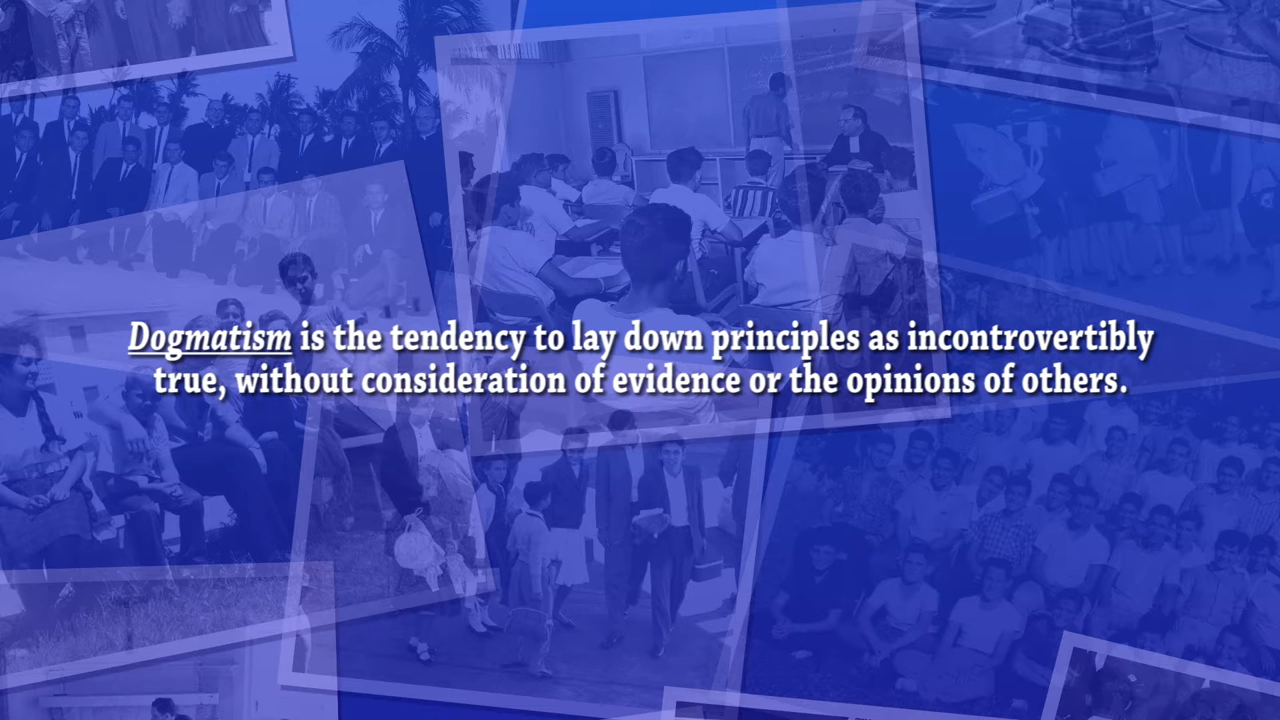 Dogmatism is the tendency to lay down principles as incontrovertibly
true, without consideration of evidence or the opinions of others.